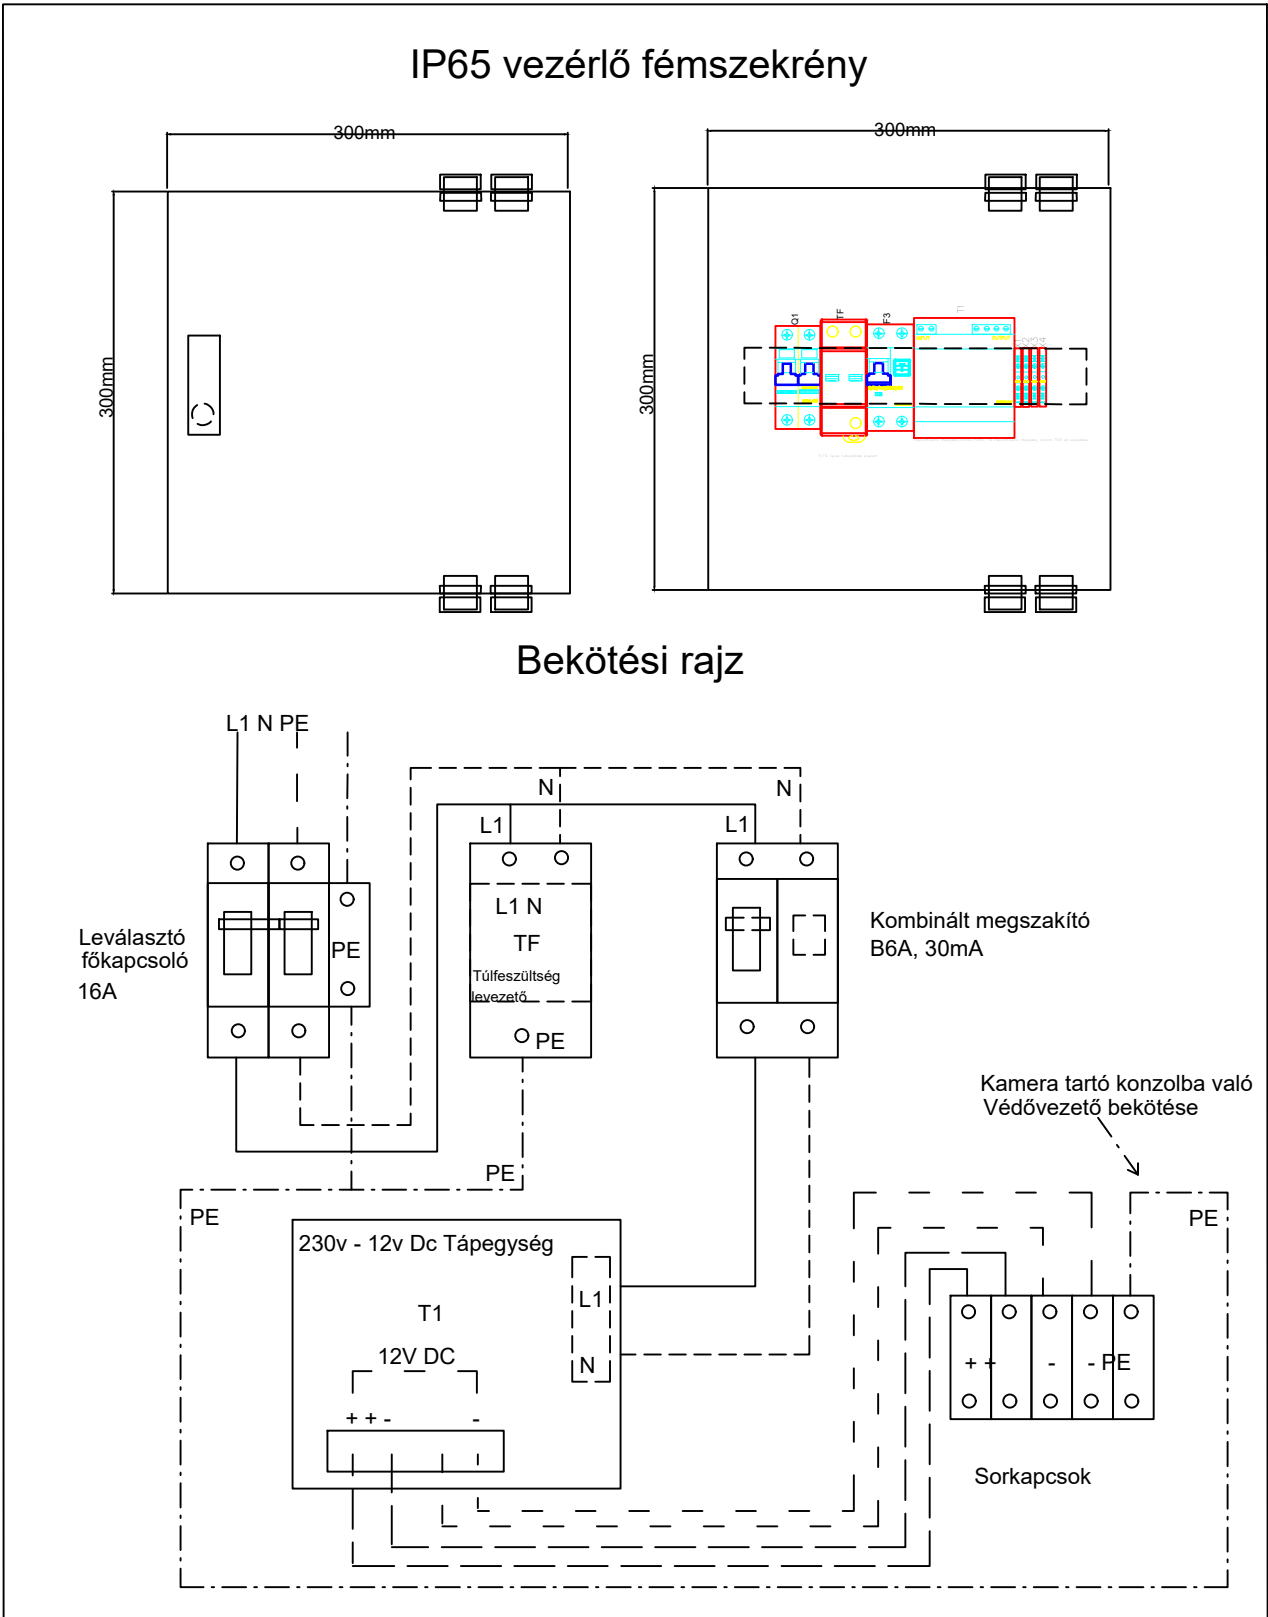 IP65 vezérlő fémszekrény
300mm
300mm
300mm
300mm
Q1
TF
F3
T1
Bekötési rajz
L1 N PE
N
N
L1
L1
L1 N
TF
Túlfeszültség
levezető
PE
PE
Leválasztó
főkapcsoló
16A
Kombinált megszakító
B6A, 30mA
Kamera tartó konzolba való
Védővezető bekötése
PE
PE
PE
230v - 12v Dc Tápegység
L1
T1
12V DC
N
+ + -
-
+ +
-
- PE
Sorkapcsok